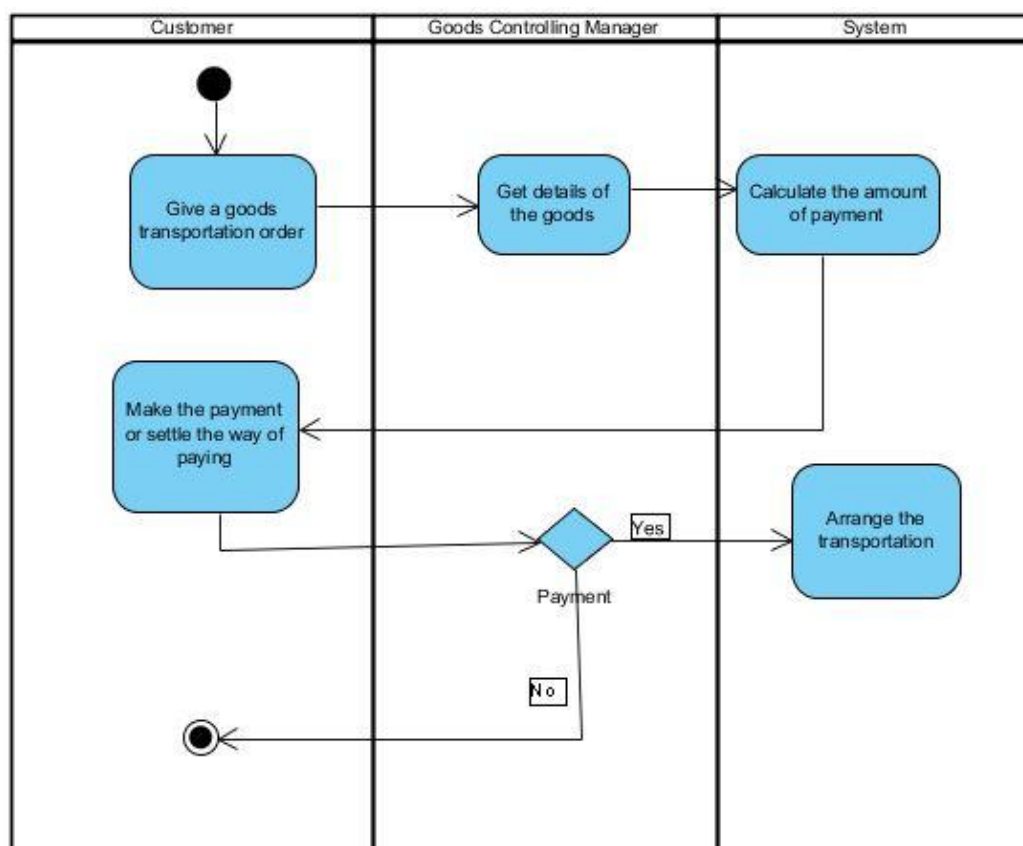 Customer
Goods Controlling Manager
System
Give a goods
transportation order
Get details of
the goods
Calculate the amount
of payment
Make the payment
or settle the way of
paying
Yes
Arrange the
transportation
Payment
No